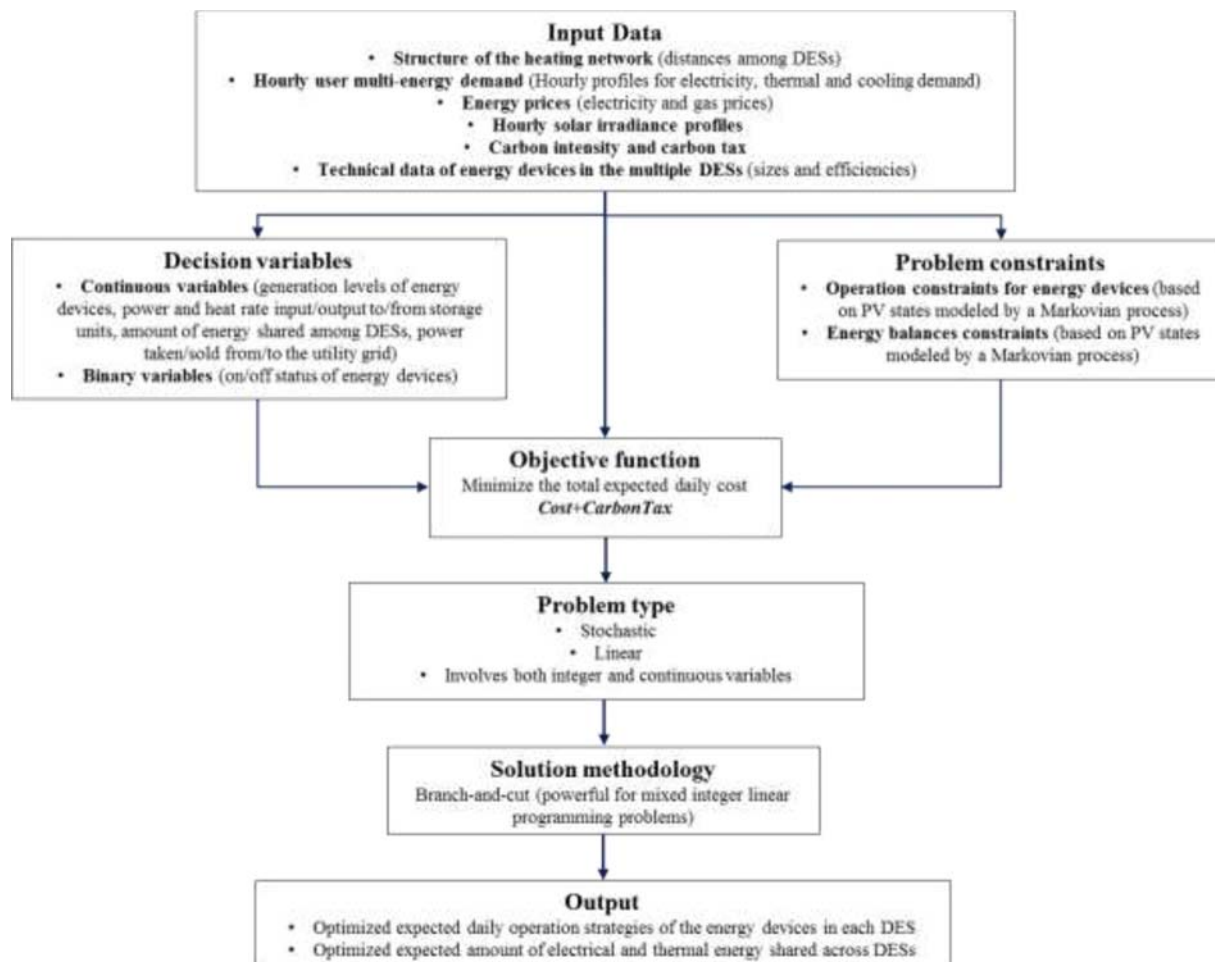 Input Data
• Structure of the heating network (distances among DESs)
• Hourly user multi-energy demand (Hourly profiles for electricity, thermal and cooling demand)
• Energy prices (electricity and gas prices)
• Hourly solar irradiance profiles
• Carbon intensity and carbon tax
• Technical data of energy devices in the multiple DESs (sizes and efficiencies)
Decision variables
• Continuous variables (generation levels of energy
devices, power and heat rate input/output to/from storage
units, amount of energy shared among DESs, power
taken/sold from/to the utility grid)
• Binary variables (on/off status of energy devices)
Problem constraints
• Operation constraints for energy devices (based
on PV states modeled by a Markovian process)
• Energy balances constraints (based on PV states
modeled by a Markovian process)
Objective function
Minimize the total expected daily cost
Cost+CarbonTax
Problem type
• Stochastic
• Linear
• Involves both integer and continuous variables
Solution methodology
Branch-and-cut (powerful for mixed integer linear
programming problems)
Output
• Optimized expected daily operation strategies of the energy devices in each DES
• Optimized expected amount of electrical and thermal energy shared across DESs